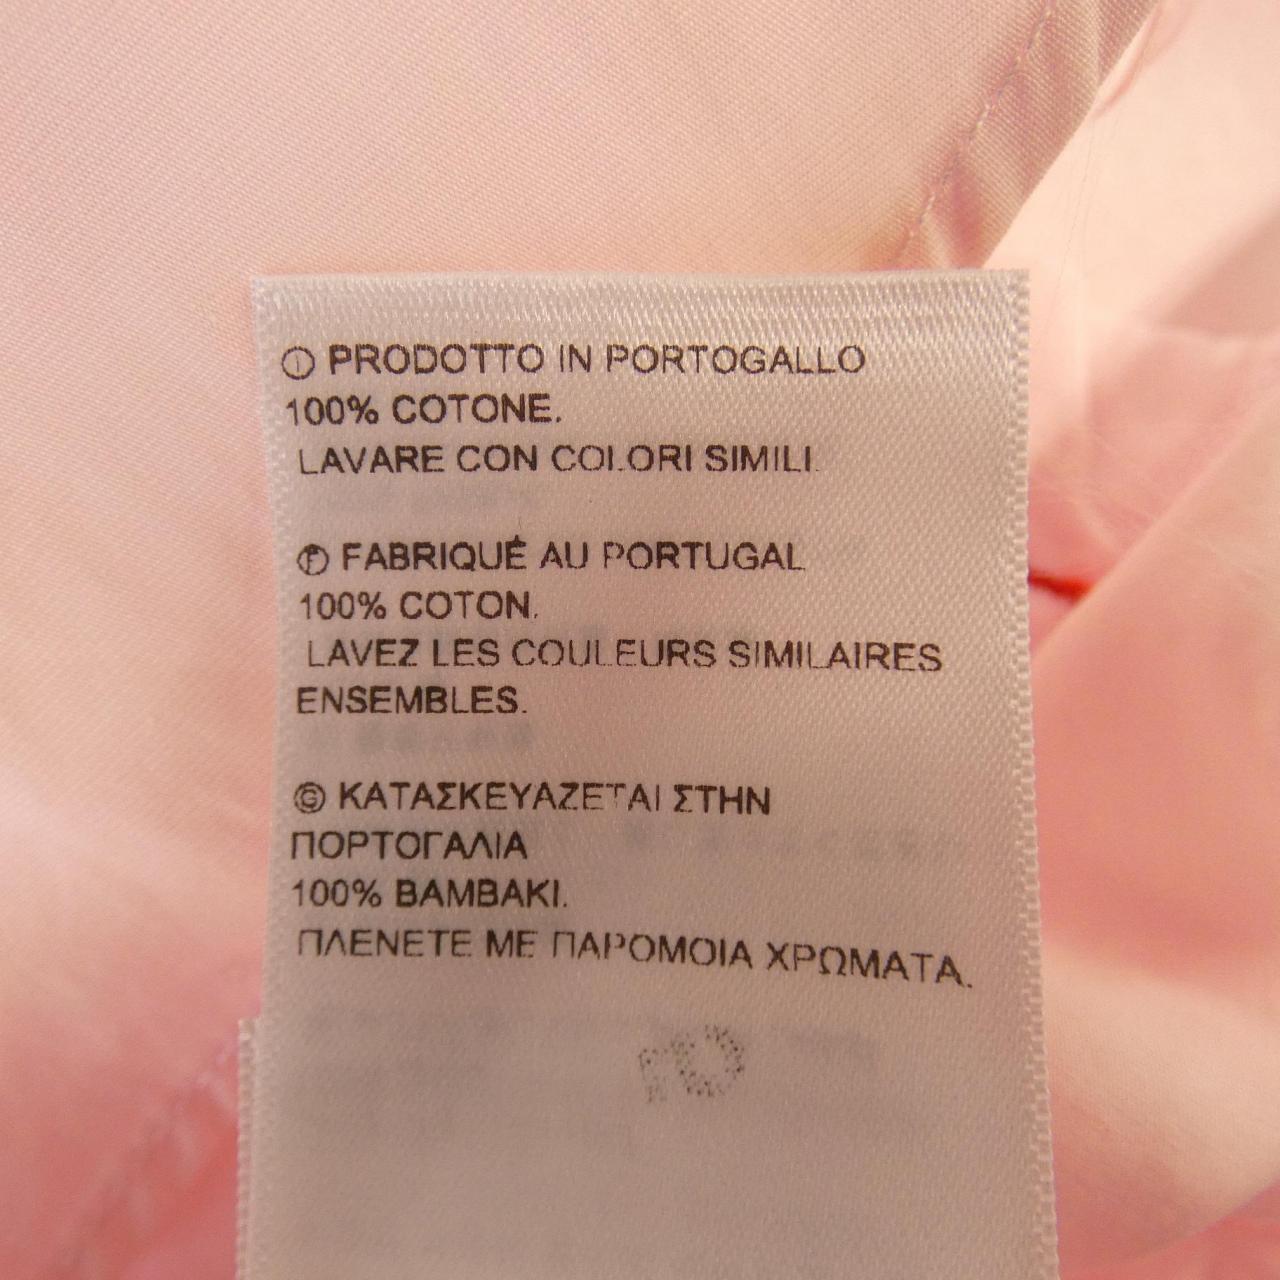 Ⓘ PRODOTTO IN PORTOGALLO
100% COTONE.
LAVARE CON COLORI SIMILI.
Ⓕ FABRIQUÉ AU PORTUGAL
100% COTON.
LAVEZ LES COULEURS SIMILAIRES
ENSEMBLES.
Ⓖ ΚΑΤΑΣΚΕΥΑΖΕΤΑΙ ΣΤΗΝ
ΠΟΡΤΟΓΑΛΙΑ
100% ΒΑΜΒΑΚΙ.
ΠΛΕΝΕΤΕ ΜΕ ΠΑΡΟΜΟΙΑ ΧΡΩΜΑΤΑ.